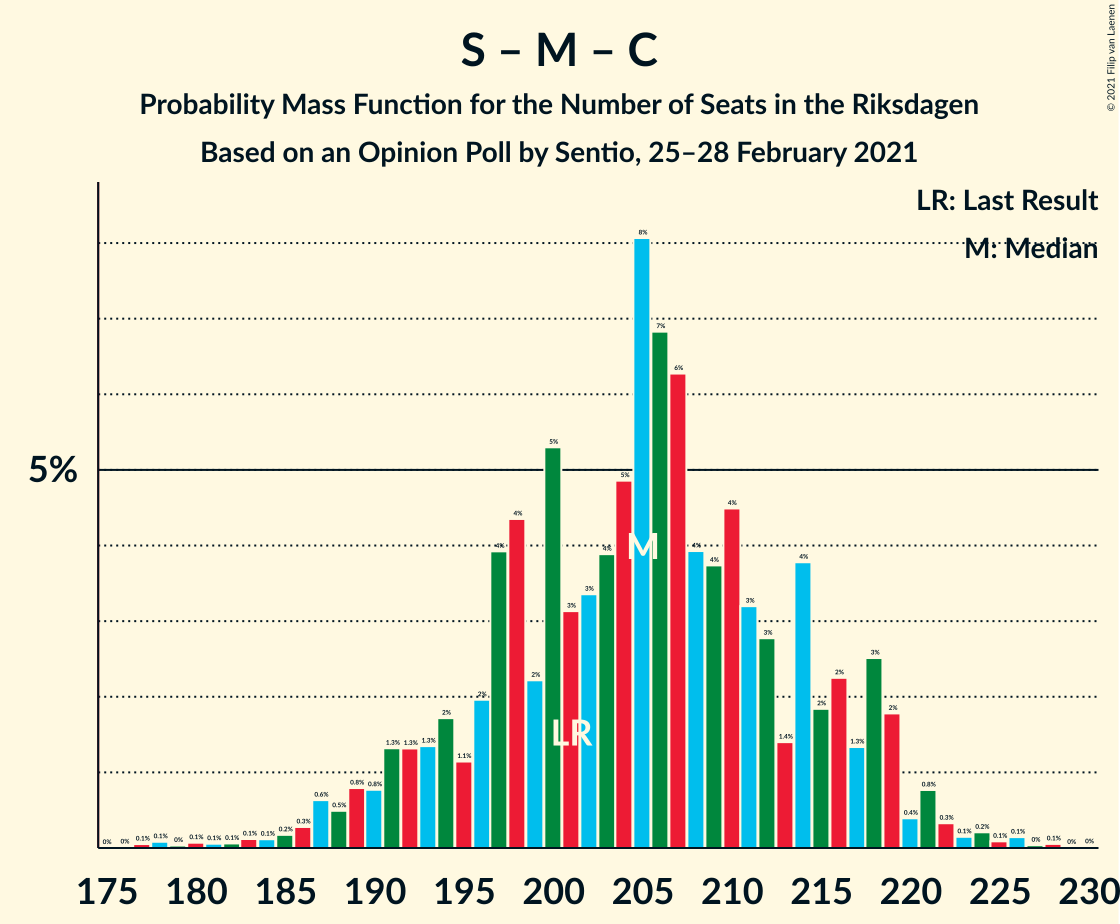 S – M – C
Probability Mass Function for the Number of Seats in the Riksdagen
Based on an Opinion Poll by Sentio, 25–28 February 2021
© 2021 Filip van Laenen
LR: Last Result
M: Median
5%
0% 0% 0.1% 0.1% 0% 0.1% 0.1% 0.1% 0.1% 0.1% 0.2% 0.3% 0.6% 0.5% 0.8% 0.8% 1.3% 1.3% 1.3% 2% 1.1% 2% 4% 4% 2% 5% 3% 3% 4% 5% 8% 7% 6% 4% 4% 4% 3% 3% 1.4% 4% 2% 2% 1.3% 3% 2% 0.4% 0.8% 0.3% 0.1% 0.2% 0.1% 0.1% 0% 0.1% 0% 0%
M
LR
175 180 185 190 195 200 205 210 215 220 225 230